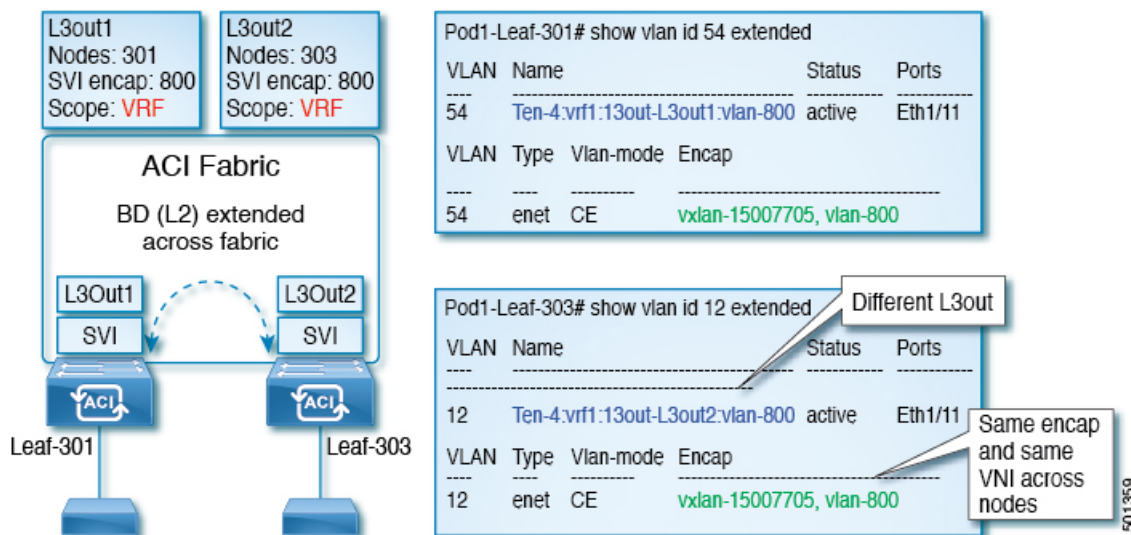 L3out1
Nodes: 301
SVI encap: 800
Scope: VRF
L3out2
Nodes: 303
SVI encap: 800
Scope: VRF
ACI Fabric
BD (L2) extended
across fabric
L3Out1
SVI
L3Out2
SVI
ACI
ACI
Leaf-301
Leaf-303
Pod1-Leaf-301# show vlan id 54 extended
VLAN Name Status Ports
---- -------------------------------- ------------ ------------
54 Ten-4:vrf1:13out-L3out1:vlan-800 active Eth1/11
VLAN Type Vlan-mode Encap
---- ---- ---------- ------------------------------
54 enet CE vxlan-15007705, vlan-800
Pod1-Leaf-303# show vlan id 12 extended
Different L3out
VLAN Name Status Ports
---- -------------------------------- ------------ ------------
------------------------------------
12 Ten-4:vrf1:13out-L3out2:vlan-800 active Eth1/11
VLAN Type Vlan-mode Encap
---- ---- ---------- ------------------------------
12 enet CE vxlan-15007705, vlan-800
Same encap
and same
VNI across
nodes
501359